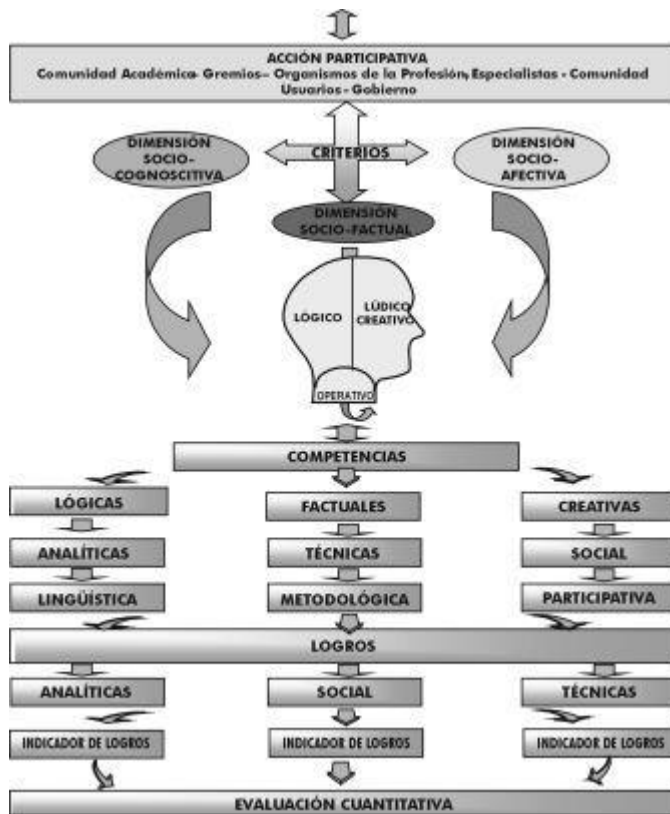 ACCIÓN PARTICIPATIVA
Comunidad Académica- Gremios- Organismos de la Profesión, Especialistas - Comunidad
Usuarios - Gobierno
DIMENSIÓN
SOCIO-
COGNOSCITIVA
CRITERIOS
DIMENSIÓN
SOCIO-
AFECTIVA
DIMENSIÓN
SOCIO-FACTUAL
LÓGICO
LÜDICO
CREATIVO
OPERATIVO
COMPETENCIAS
LÓGICAS
FACTUALES
CREATIVAS
ANALÍTICAS
TÉCNICAS
SOCIAL
LINGÜÍSTICA
METODOLÓGICA
PARTICIPATIVA
LOGROS
ANALÍTICAS
SOCIAL
TÉCNICAS
INDICADOR DE LOGROS
INDICADOR DE LOGROS
INDICADOR DE LOGROS
EVALUACIÓN CUANTITATIVA